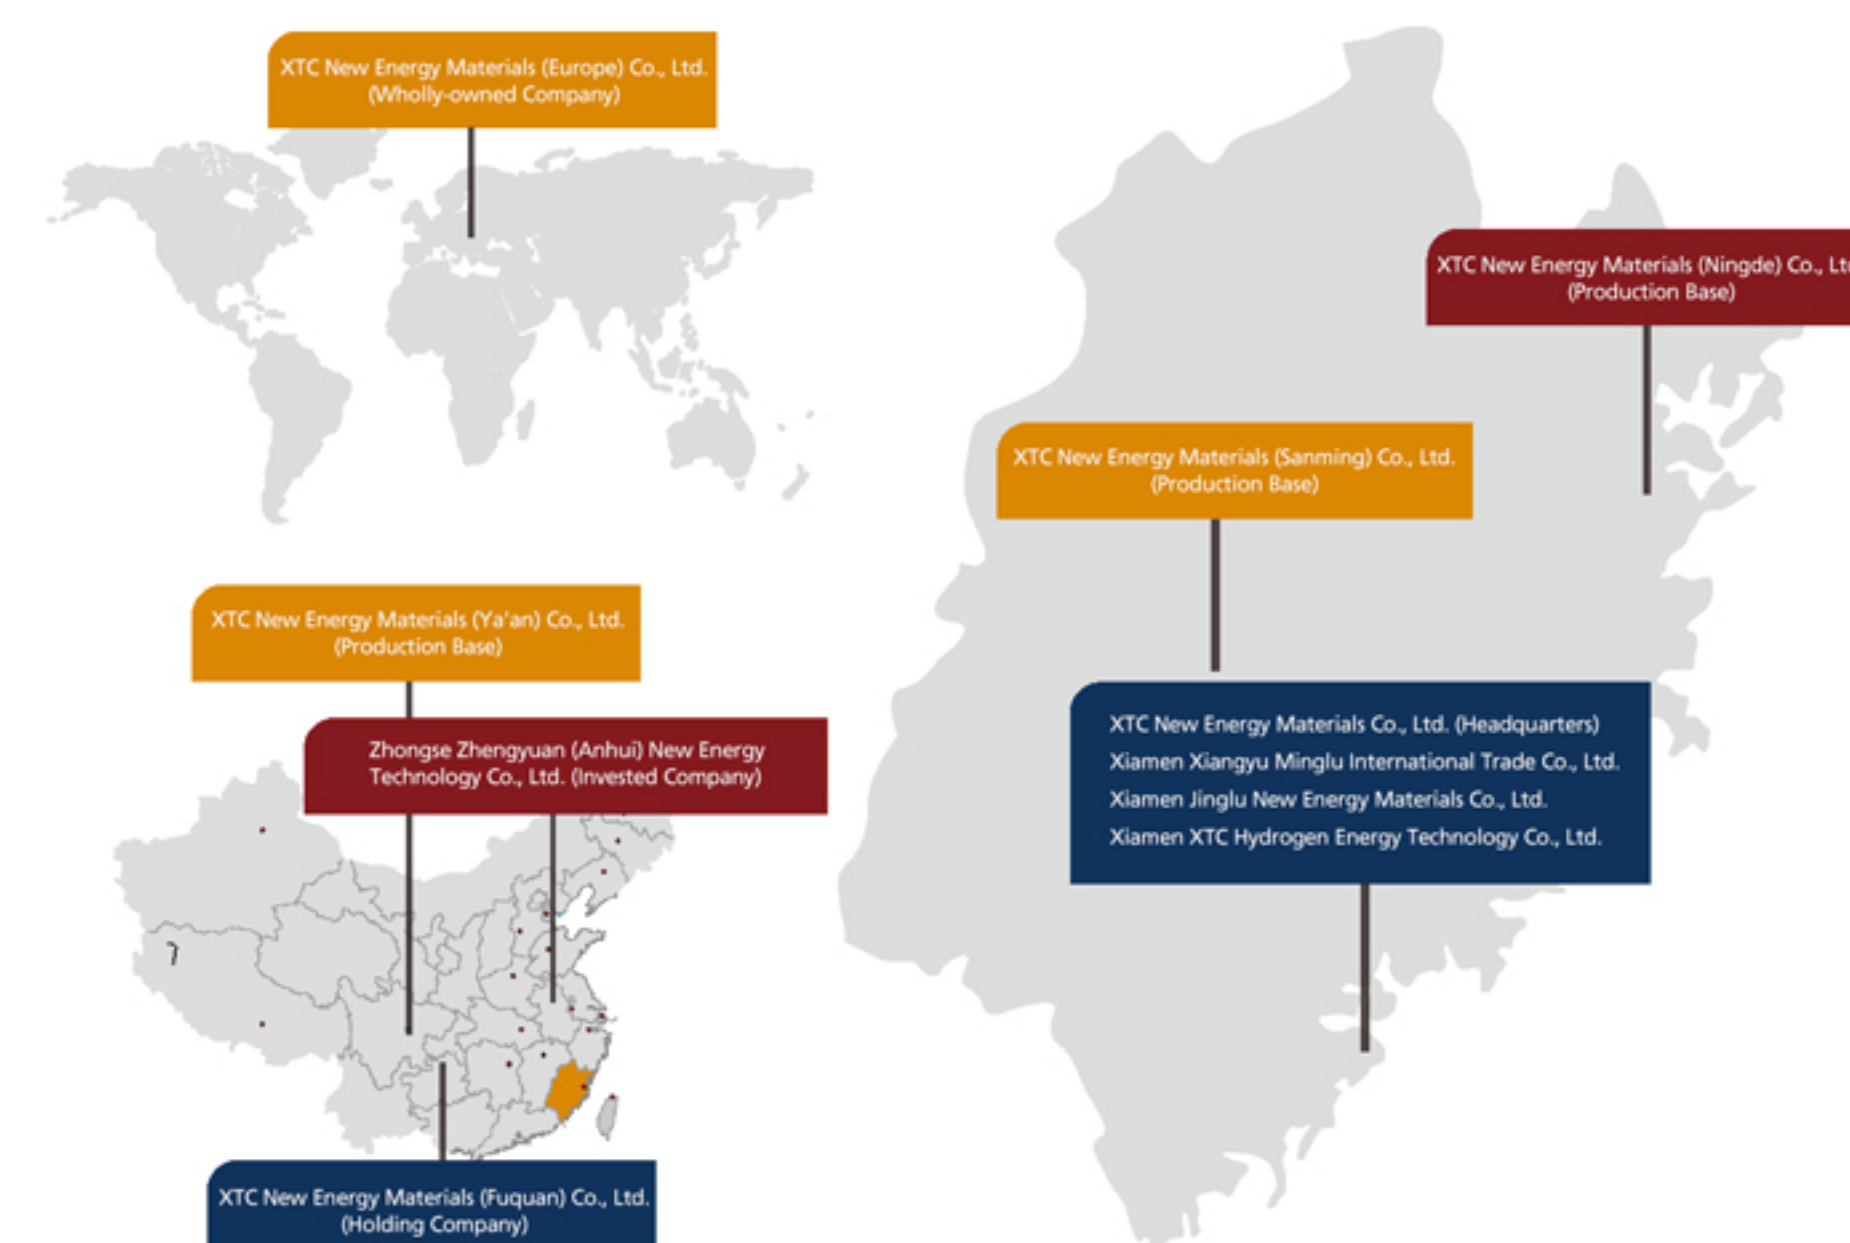 XTC New Energy Materials (Europe) Co., Ltd.
(Wholly-owned Company)
XTC New Energy Materials (Ningde) Co., Lt
(Production Base)
XTC New Energy Materials (Sanming) Co., Ltd.
(Production Base)
XTC New Energy Materials (Ya'an) Co., Ltd.
(Production Base)
Zhongse Zhengyuan (Anhui) New Energy
Technology Co., Ltd. (Invested Company)
XTC New Energy Materials Co., Ltd. (Headquarters)
Xiamen Xiangyu Minglu International Trade Co., Ltd.
Xiamen Jinglu New Energy Materials Co., Ltd.
Xiamen XTC Hydrogen Energy Technology Co., Ltd.
XTC New Energy Materials (Fuquan) Co., Ltd.
(Holding Company)